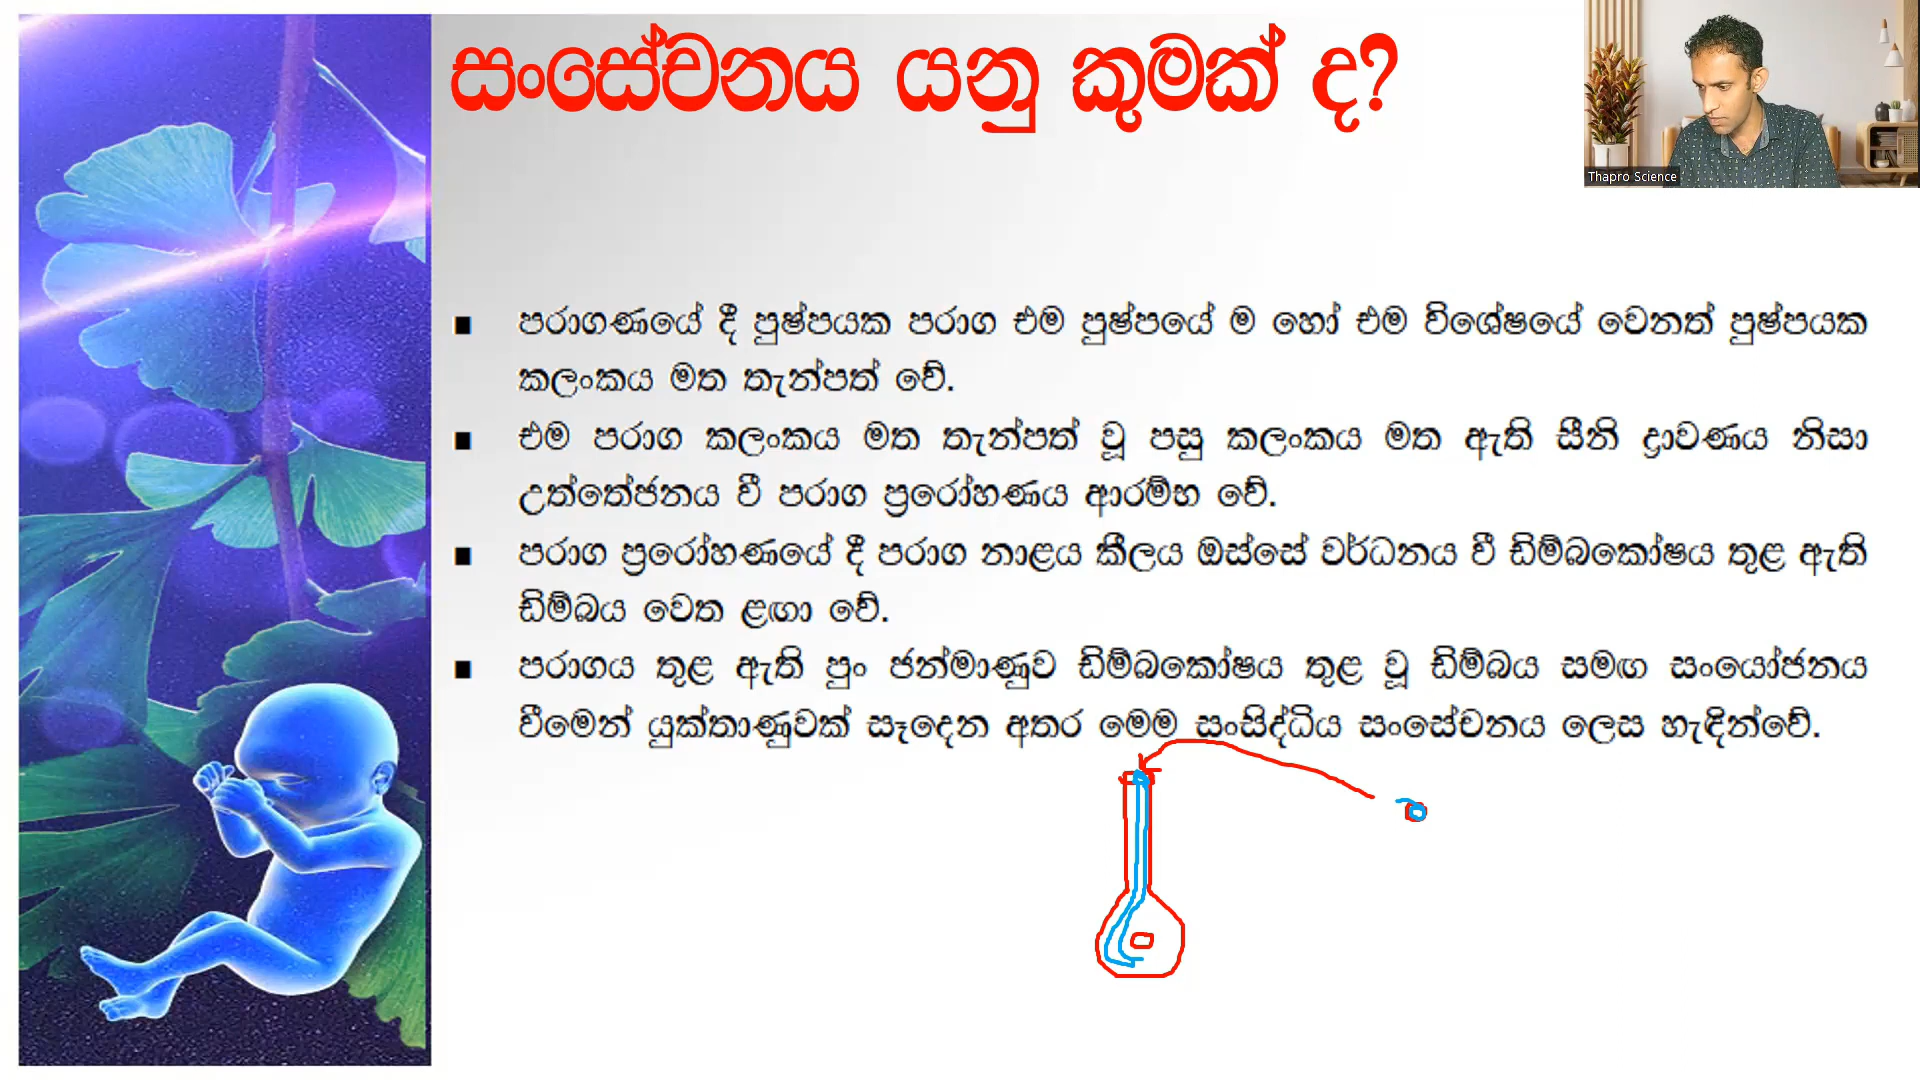 සංසේචනය යනු කුමක් ද?
Thapro Science
▪ පරාගණයේ දී පුෂ්පයක පරාග එම පුෂ්පයේ ම හෝ එම විශේෂයේ වෙනත් පුෂ්පයක
කලංකය මත තැන්පත් වේ.
▪ එම පරාග කලංකය මත තැන්පත් වූ පසු කලංකය මත ඇති සීනි ද්‍රාවණය නිසා
උත්තේජනය වී පරාග ප්‍රරෝහණය ආරම්භ වේ.
▪ පරාග ප්‍රරෝහණයේ දී පරාග නාළය කීලය ඔස්සේ වර්ධනය වී ඩිම්බකෝෂය තුළ ඇති
ඩිම්බය වෙත ළඟා වේ.
▪ පරාගය තුළ ඇති පුං ජන්මාණුව ඩිම්බකෝෂය තුළ වූ ඩිම්බය සමඟ සංයෝජනය
වීමෙන් යුක්තාණුවක් සෑදෙන අතර මෙම සංසිද්ධිය සංසේචනය ලෙස හැඳින්වේ.